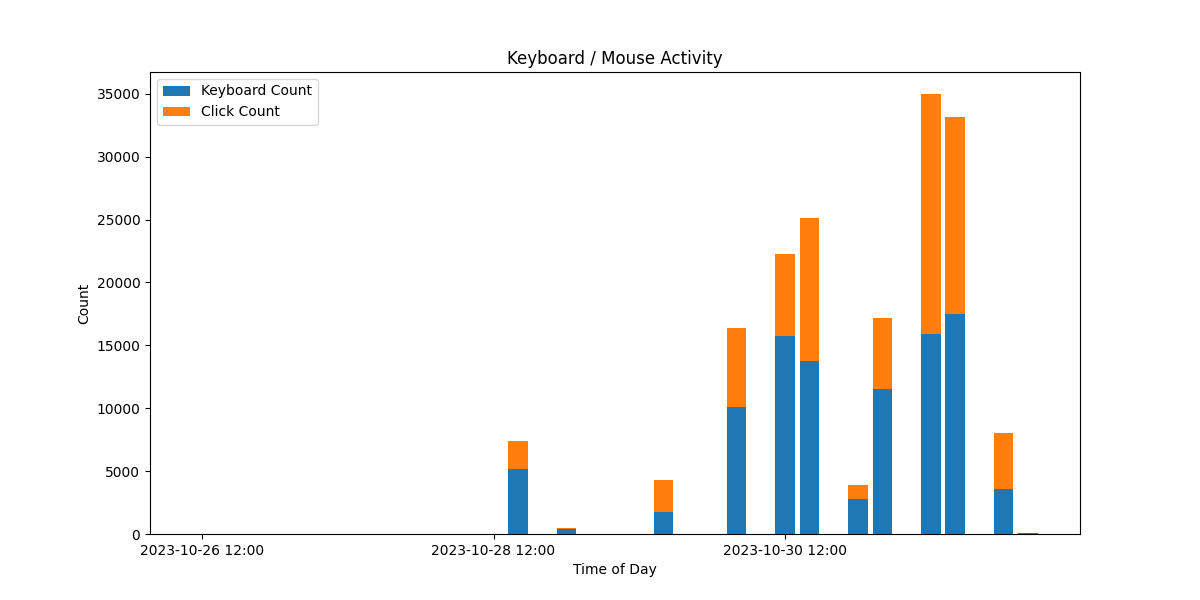 Keyboard / Mouse Activity
Keyboard Count
Click Count
35000
30000
25000
20000
15000
10000
5000
0
Count
2023-10-26 12:00
2023-10-28 12:00
2023-10-30 12:00
Time of Day